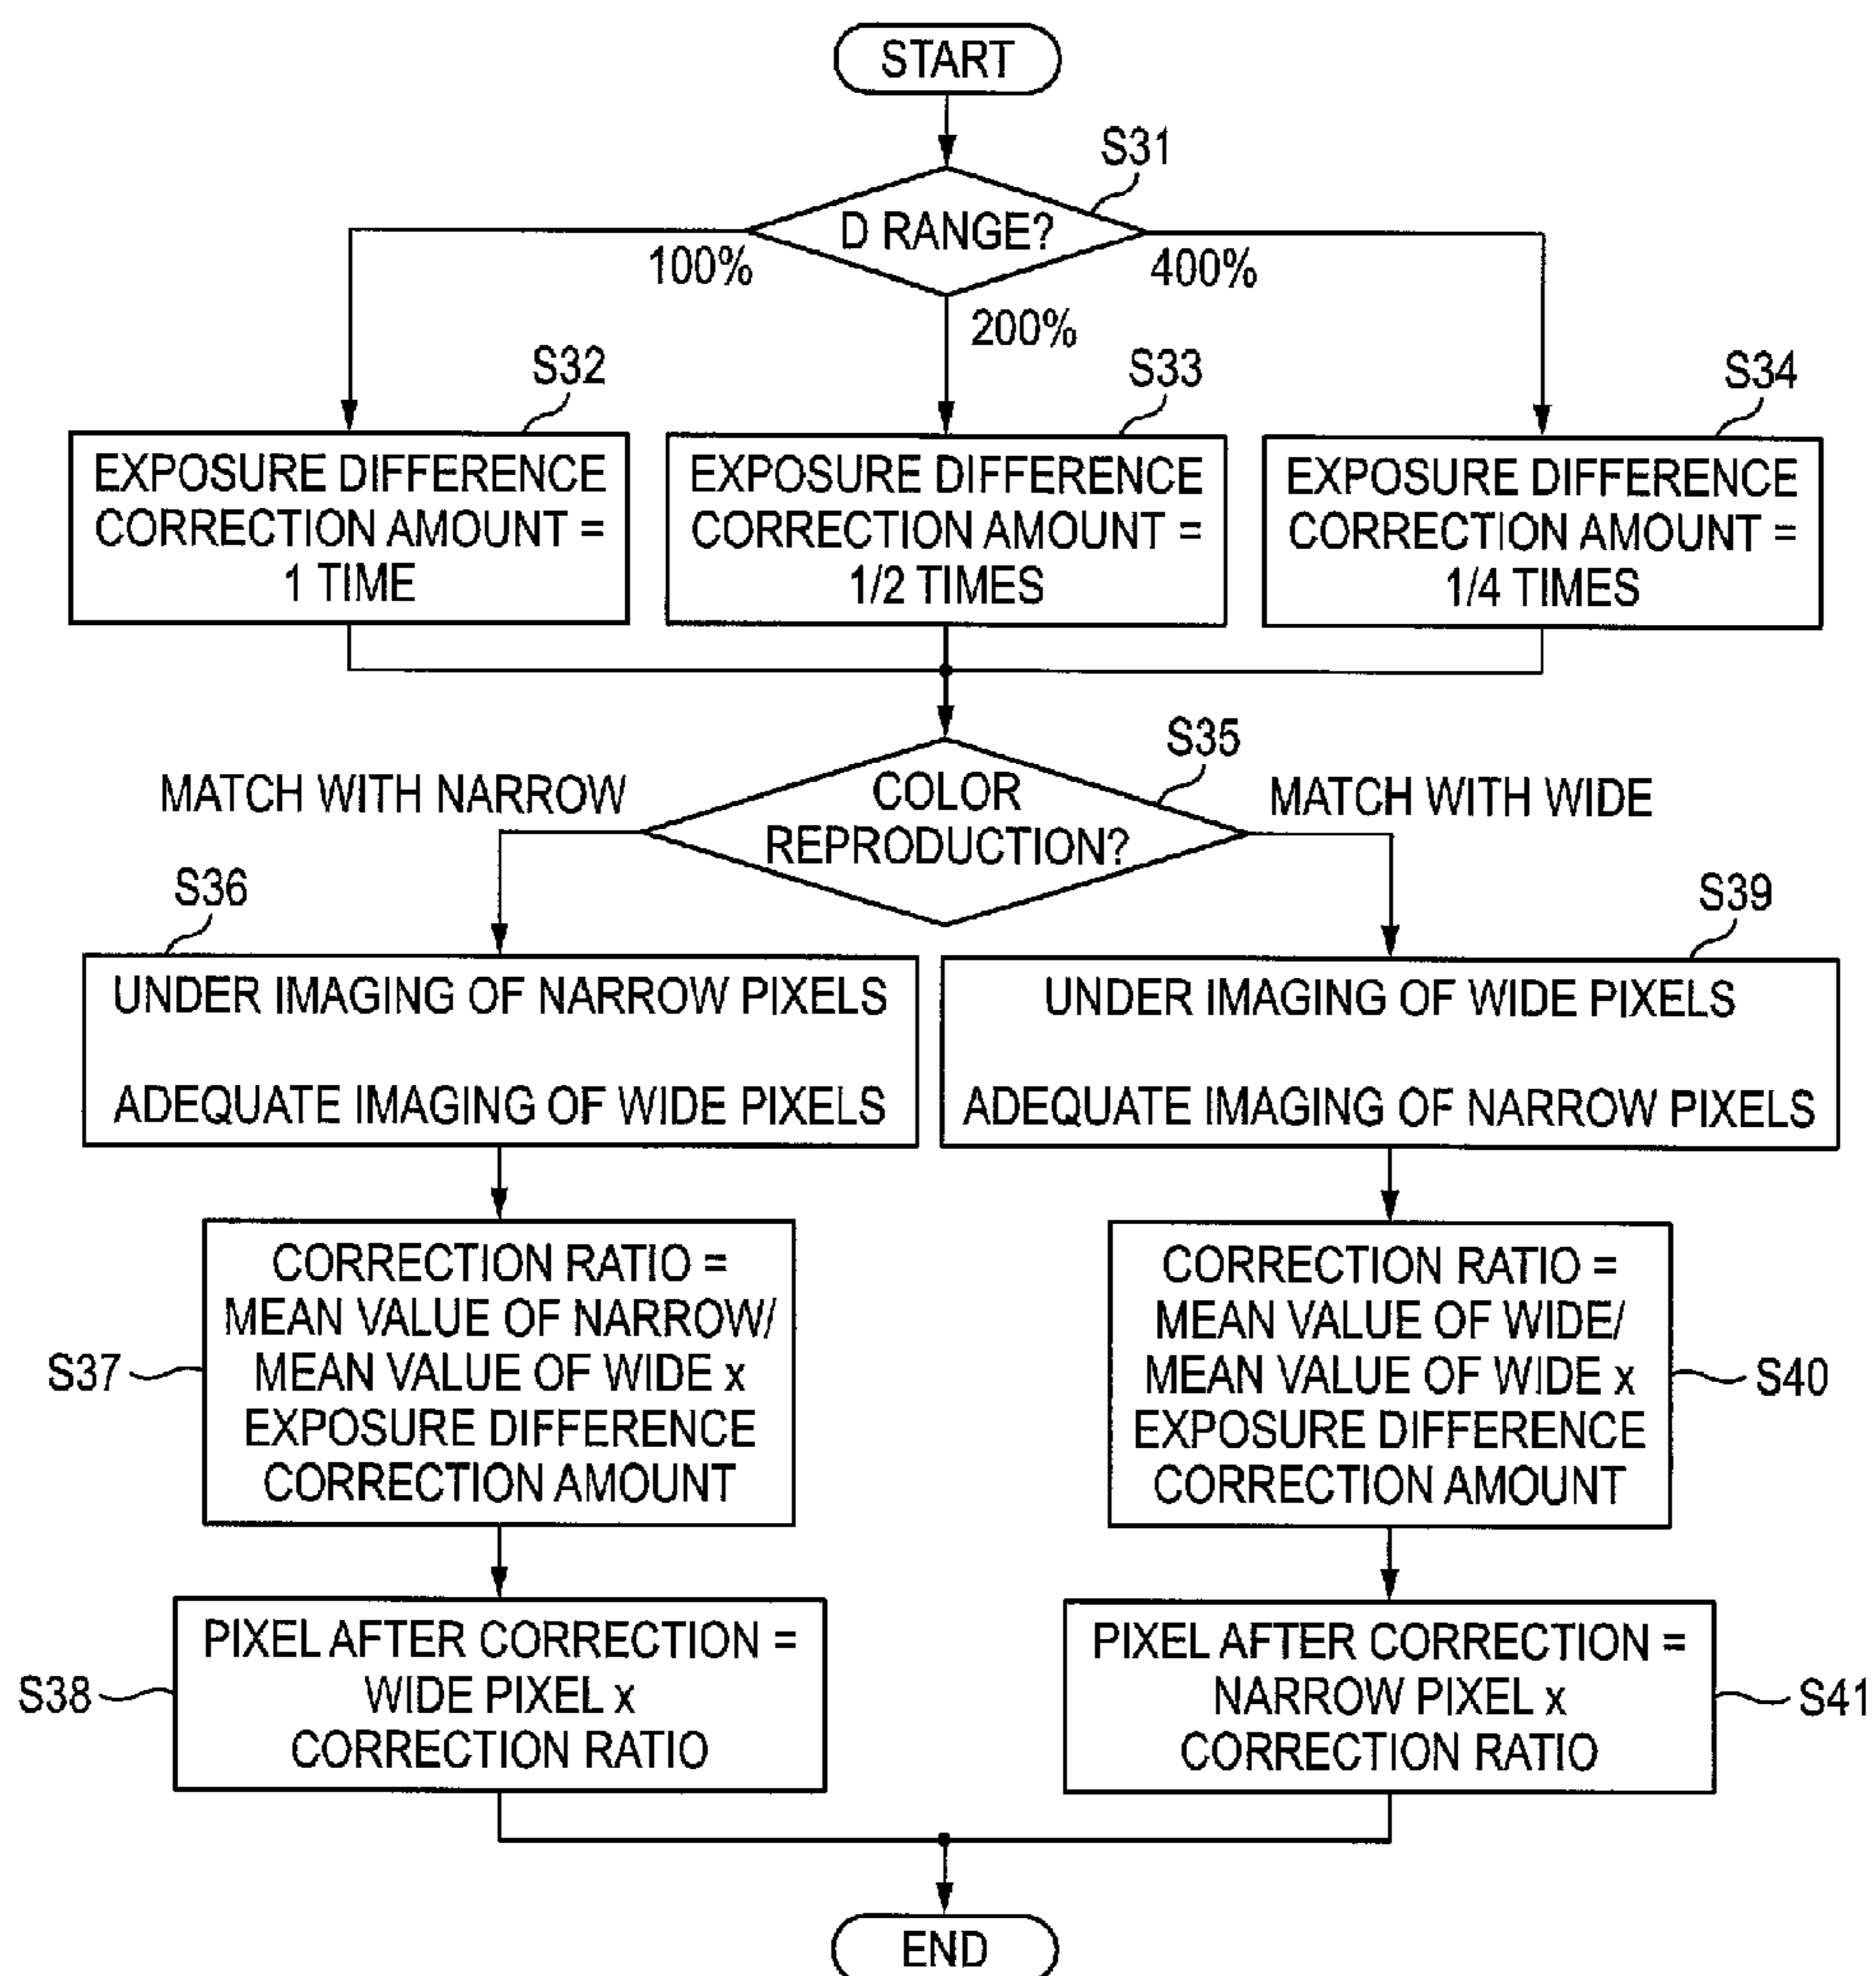 START
S31
D RANGE?
100%
400%
200%
S32
S33
S34
EXPOSURE DIFFERENCE
CORRECTION AMOUNT =
1 TIME
EXPOSURE DIFFERENCE
CORRECTION AMOUNT =
1/2 TIMES
EXPOSURE DIFFERENCE
CORRECTION AMOUNT =
1/4 TIMES
S35
MATCH WITH NARROW
COLOR
REPRODUCTION?
MATCH WITH WIDE
S36
S39
UNDER IMAGING OF NARROW PIXELS
ADEQUATE IMAGING OF WIDE PIXELS
UNDER IMAGING OF WIDE PIXELS
ADEQUATE IMAGING OF NARROW PIXELS
S37
CORRECTION RATIO =
MEAN VALUE OF NARROW/
MEAN VALUE OF WIDE x
EXPOSURE DIFFERENCE
CORRECTION AMOUNT
CORRECTION RATIO =
MEAN VALUE OF WIDE/
MEAN VALUE OF WIDE x
EXPOSURE DIFFERENCE
CORRECTION AMOUNT
S40
S38
PIXEL AFTER CORRECTION =
WIDE PIXEL x
CORRECTION RATIO
PIXEL AFTER CORRECTION =
NARROW PIXEL x
CORRECTION RATIO
S41
END